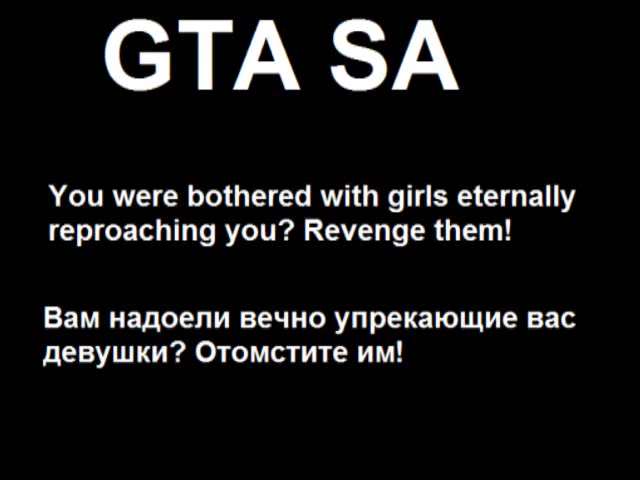 GTA SA
You were bothered with girls eternally
reproaching you? Revenge them!
Вам надоели вечно упрекающие вас
девушки? Отомстите им!